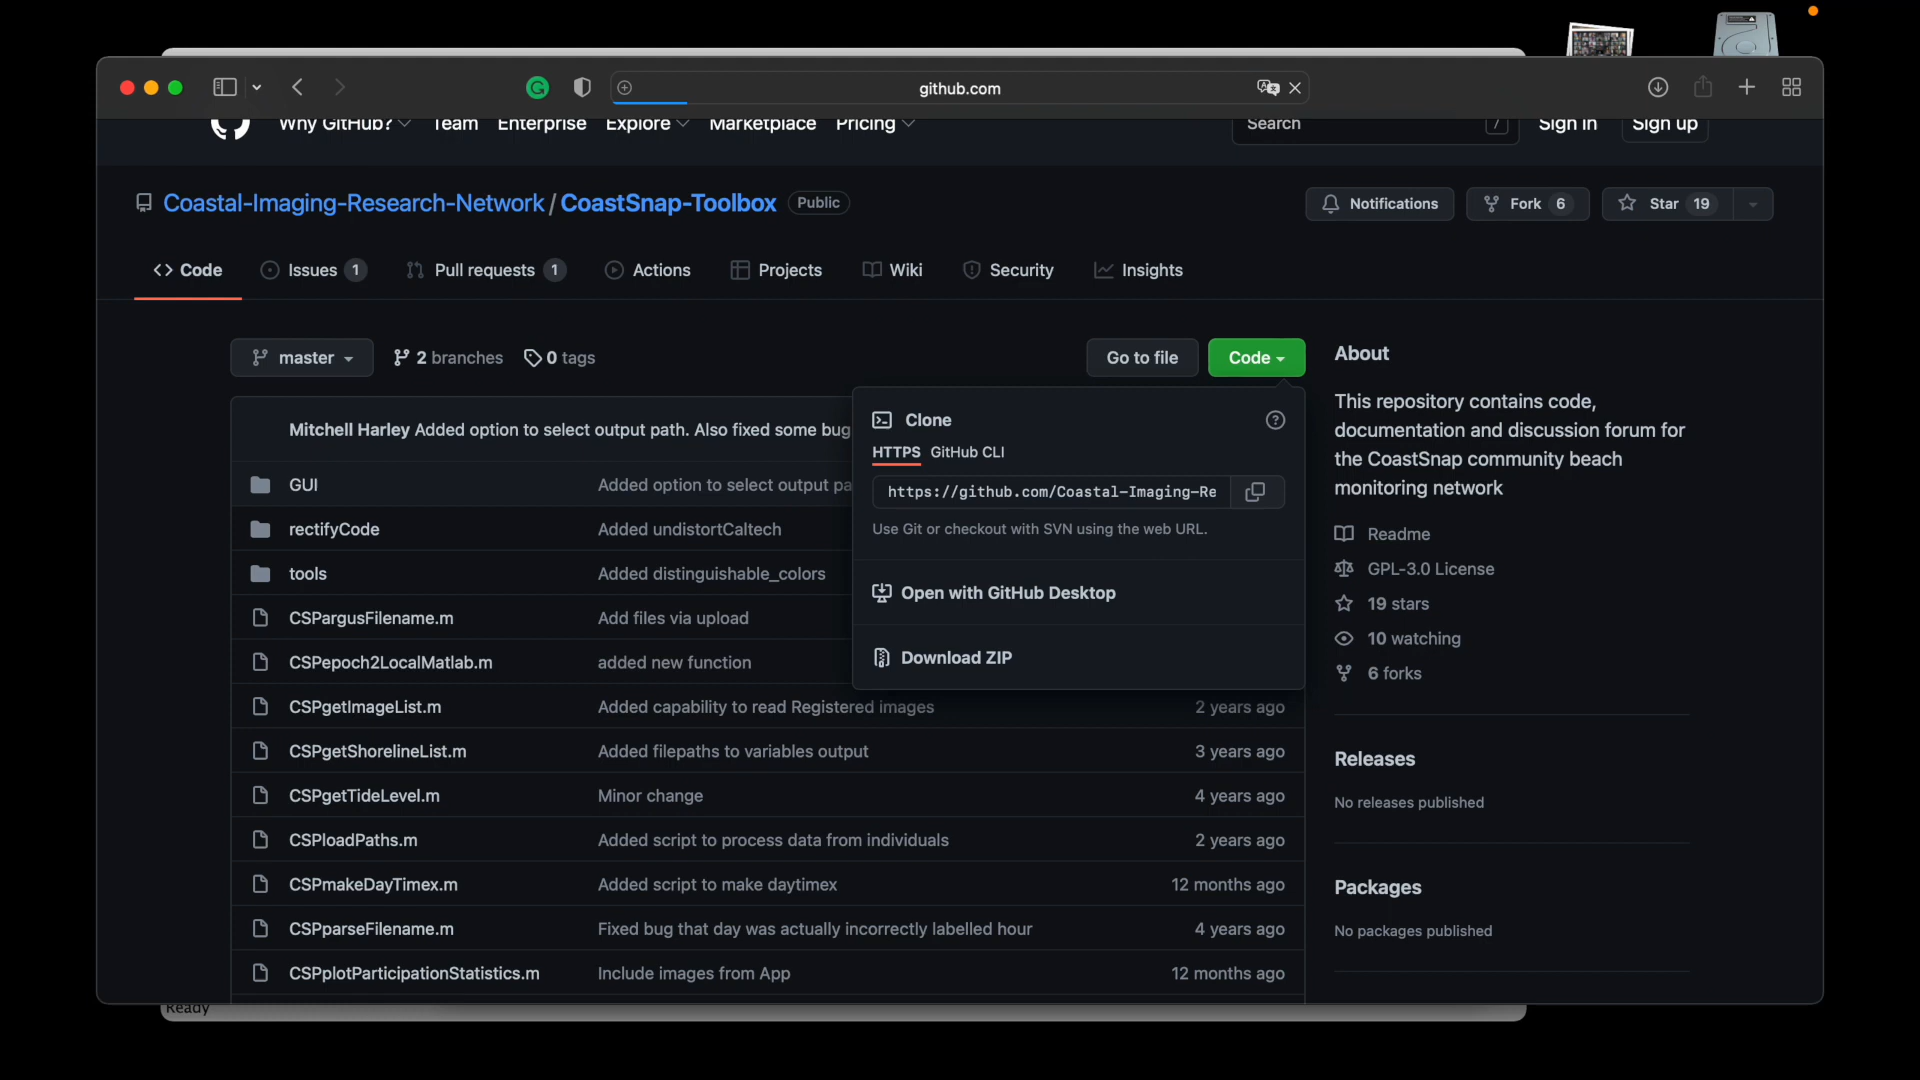 github.com
Why GitHub? Team Enterprise Explore Marketplace Pricing Search / Sign in Sign up
Coastal-Imaging-Research-Network / CoastSnap-Toolbox Public
Notifications Fork 6 Star 19
Code Issues 1 Pull requests 1 Actions Projects Wiki Security Insights
master 2 branches 0 tags Go to file Code
Mitchell Harley Added option to select output path. Also fixed some bug
GUI Added option to select output pa
rectifyCode Added undistortCaltech
tools Added distinguishable_colors
CSPargusFilename.m Add files via upload
CSPepoch2LocalMatlab.m added new function
CSPgetImageList.m Added capability to read Registered images 2 years ago
CSPgetShorelineList.m Added filepaths to variables output 3 years ago
CSPgetTideLevel.m Minor change 4 years ago
CSPloadPaths.m Added script to process data from individuals 2 years ago
CSPmakeDayTimex.m Added script to make daytimex 12 months ago
CSPparseFilename.m Fixed bug that day was actually incorrectly labelled hour 4 years ago
CSPplotParticipationStatistics.m Include images from App 12 months ago
Clone
HTTPS GitHub CLI
https://github.com/Coastal-Imaging-Re
Use Git or checkout with SVN using the web URL.
Open with GitHub Desktop
Download ZIP
About
This repository contains code,
documentation and discussion forum for
the CoastSnap community beach
monitoring network
Readme
GPL-3.0 License
19 stars
10 watching
6 forks
Releases
No releases published
Packages
No packages published
Ready